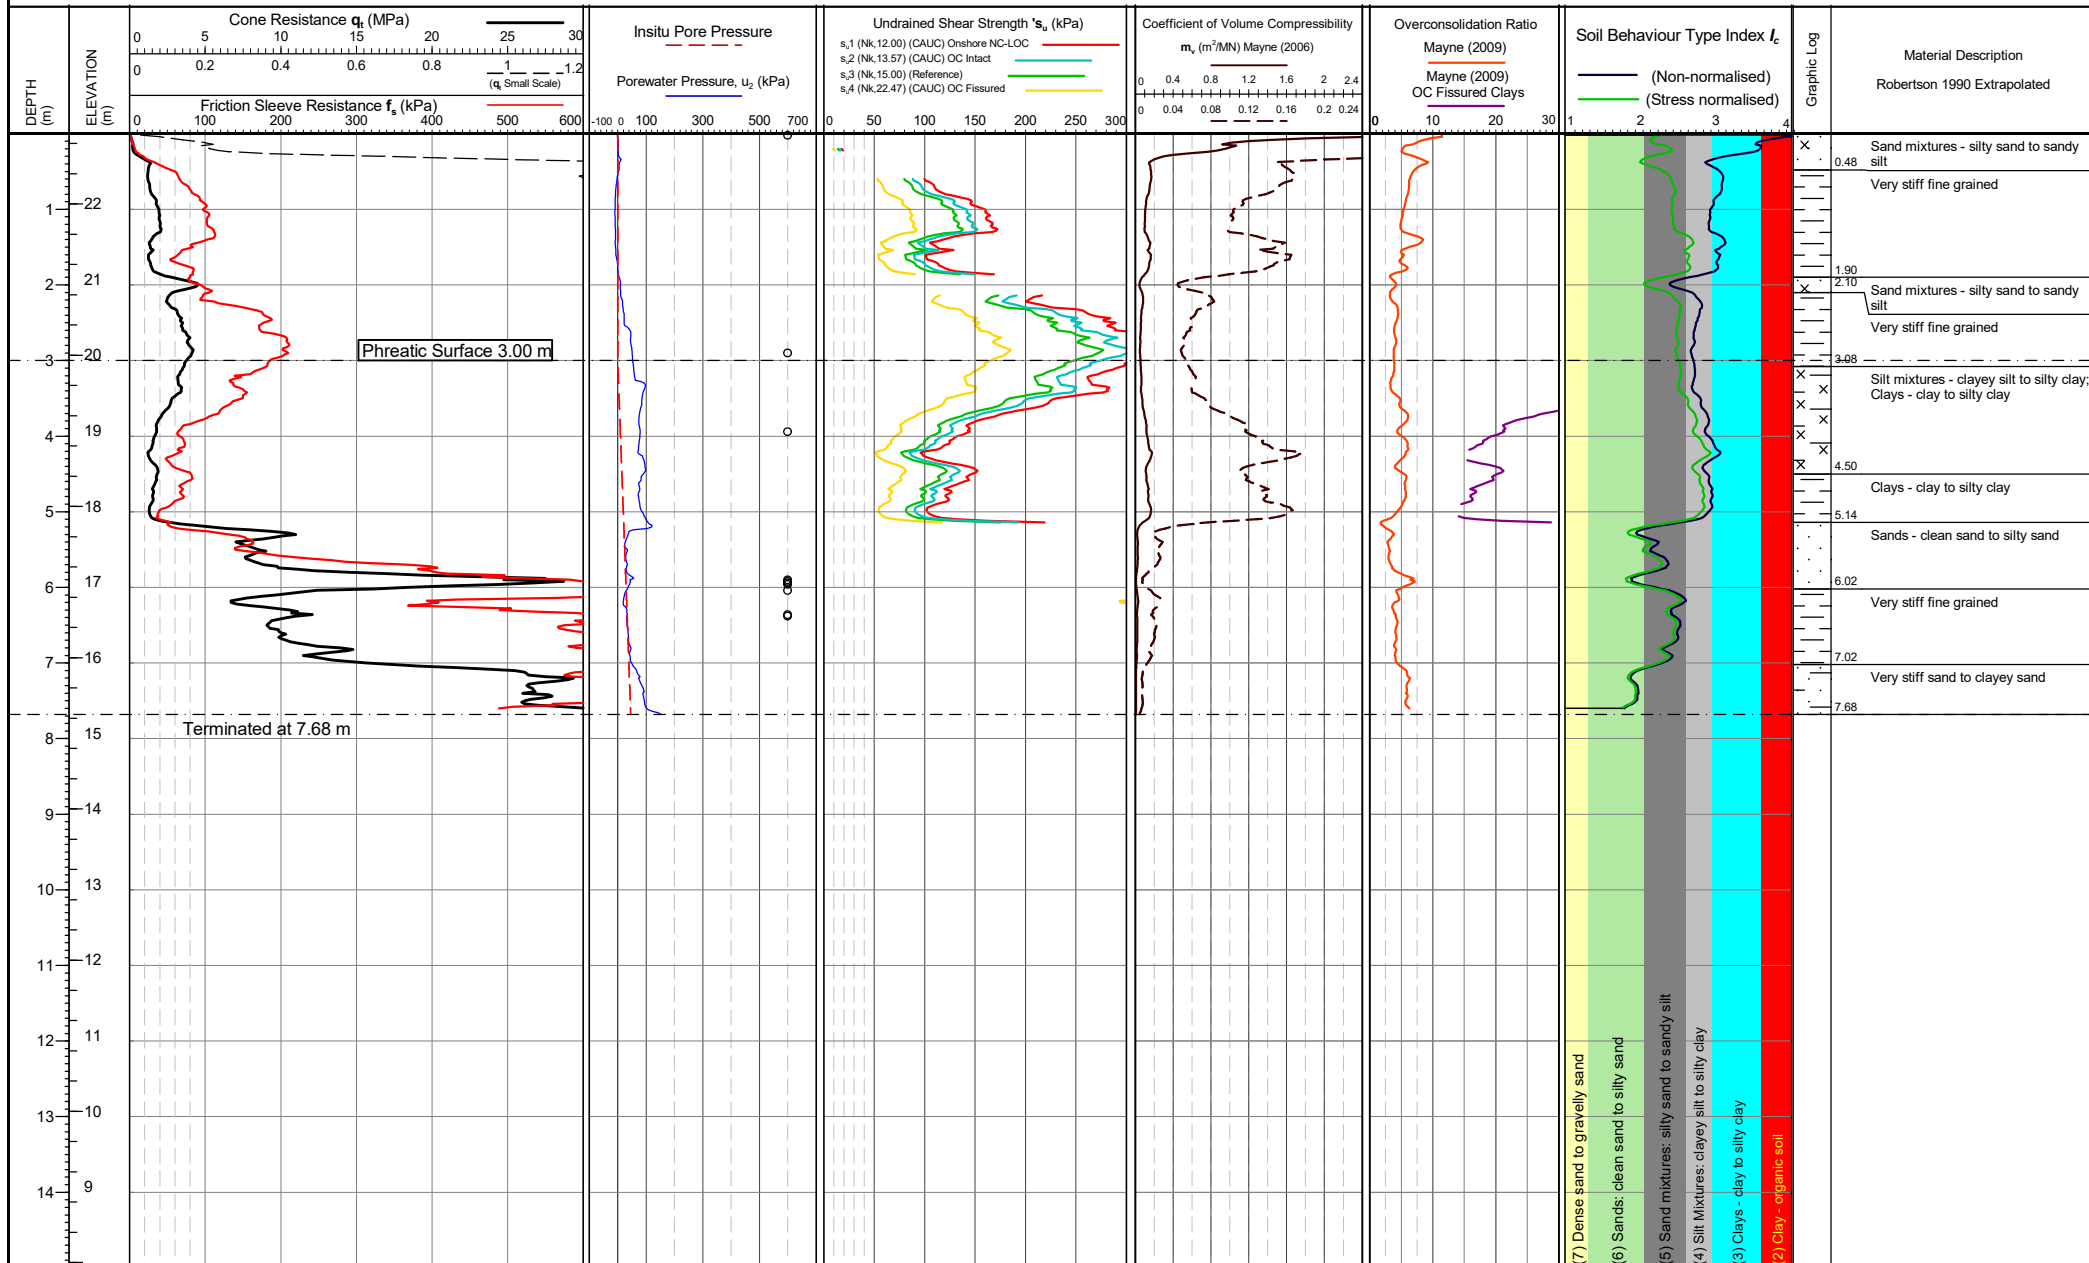 DEPTH
(m)
ELEVATION
(m)
Cone Resistance qt (MPa)
0 5 10 15 20 25 30
0 0.2 0.4 0.6 0.8 1 1.2
(qt Small Scale)
Friction Sleeve Resistance fs (kPa)
0 100 200 300 400 500 600
Insitu Pore Pressure
Porewater Pressure, u2 (kPa)
-100 0 100 300 500 700
Undrained Shear Strength 'su (kPa)
su1 (Nk,12.00) (CAUC) Onshore NC-LOC
su2 (Nk,13.57) (CAUC) OC Intact
su3 (Nk,15.00) (Reference)
su4 (Nk,22.47) (CAUC) OC Fissured
0 50 100 150 200 250 300
Coefficient of Volume Compressibility
mv (m2/MN) Mayne (2006)
0 0.4 0.8 1.2 1.6 2 2.4
0 0.04 0.08 0.12 0.16 0.20 0.24
Overconsolidation Ratio
Mayne (2009)
Mayne (2009)
OC Fissured Clays
0 10 20 30
Soil Behaviour Type Index Ic
(Non-normalised)
(Stress normalised)
1 2 3 4
Graphic Log
Material Description
Robertson 1990 Extrapolated
Sand mixtures - silty sand to sandy
silt
0.48
Very stiff fine grained
1 22
1.90
2 21
2.10
Sand mixtures - silty sand to sandy
silt
Very stiff fine grained
Phreatic Surface 3.00 m
3 20
3.08
Silt mixtures - clayey silt to silty clay;
Clays - clay to silty clay
4 19
4.50
Clays - clay to silty clay
5 18
5.14
Sands - clean sand to silty sand
6 17
6.02
Very stiff fine grained
7 16
7.02
Very stiff sand to clayey sand
7.68
Terminated at 7.68 m
8 15
9 14
10 13
11 12
12 11
13 10
14 9
(7) Dense sand to gravelly sand
(6) Sands: clean sand to silty sand
(5) Sand mixtures: silty sand to sandy silt
(4) Silt Mixtures: clayey silt to silty clay
(3) Clays - clay to silty clay
(2) Clay - organic soil